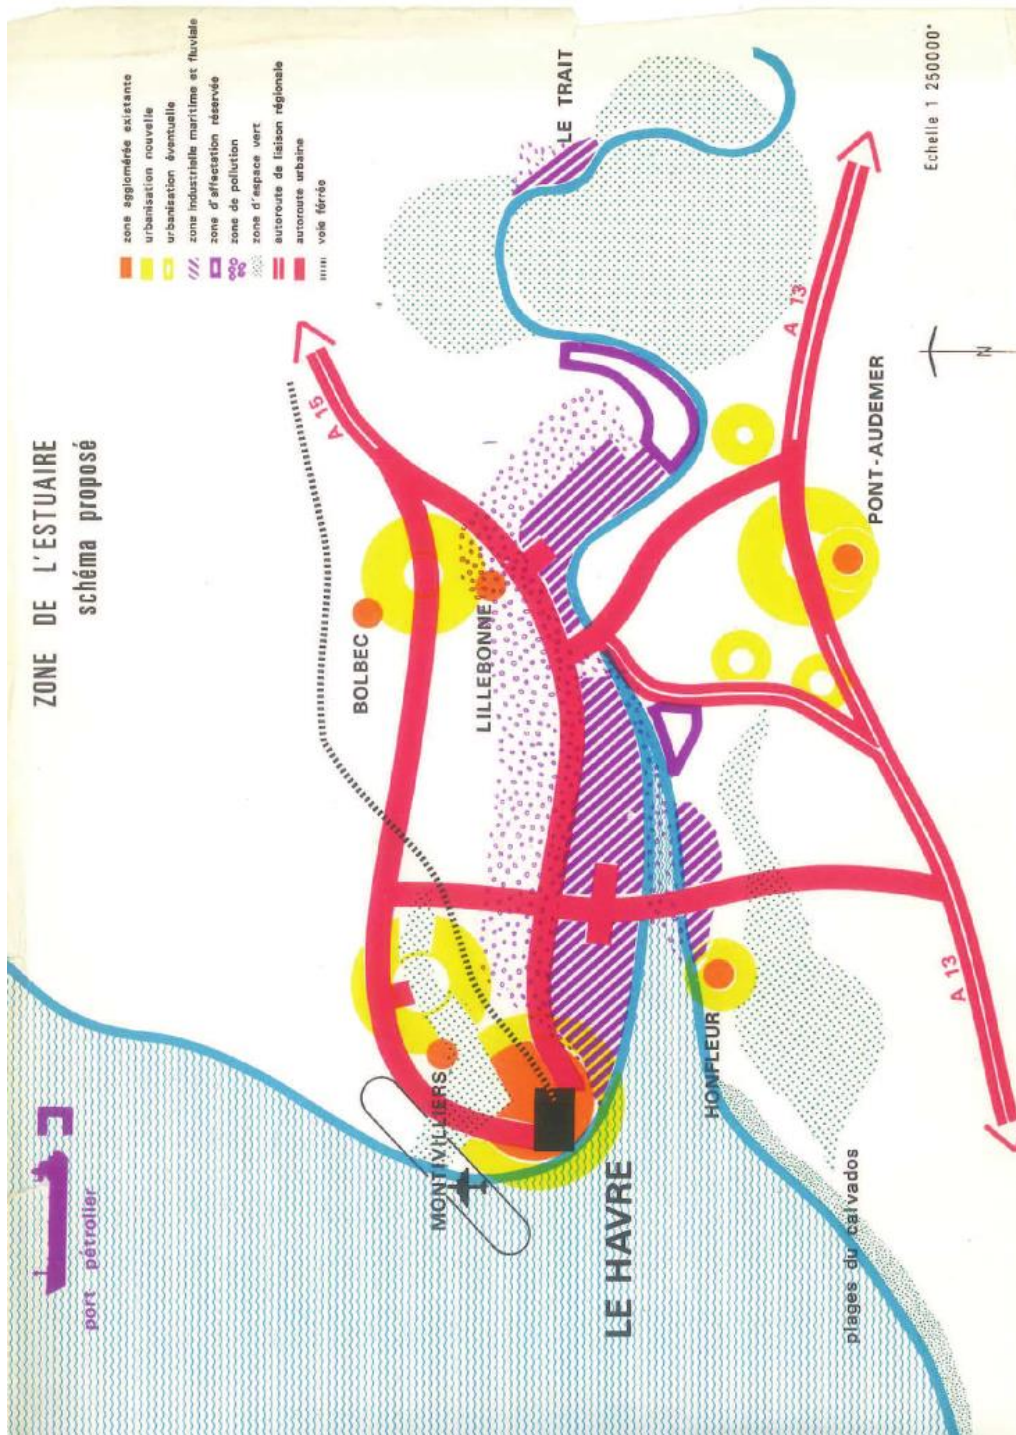 ZONE DE L'ESTUAIRE
schéma proposé
zone agglomérée existante
urbanisation nouvelle
urbanisation éventuelle
zone industrielle maritime et fluviale
zone d'affectation réservée
zone de pollution
zone d'espace vert
autoroute de liaison régionale
autoroute urbaine
voie férrée
port pétrolier
A 15
BOLBEC
LILLEBONNE
LE TRAIT
MONTIVILLIERS
LE HAVRE
HONFLEUR
A 13
PONT-AUDEMER
A 13
plages du calvados
N
Echelle 1 250000°